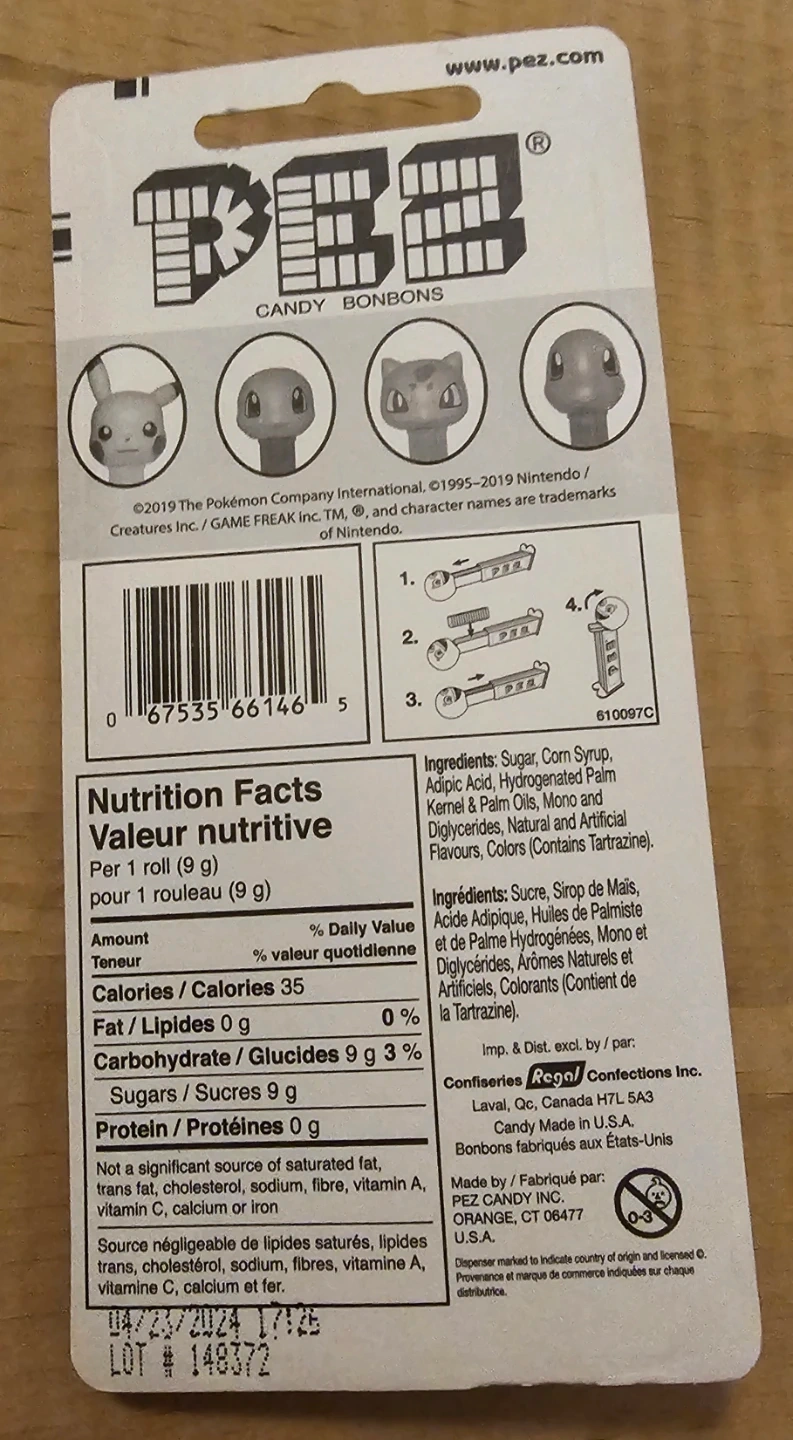 www.pez.com
PEZ®
CANDY BONBONS
©2019 The Pokémon Company International. ©1995–2019 Nintendo /
Creatures Inc. / GAME FREAK inc. TM, ®, and character names are trademarks
of Nintendo.
0 67535 66146 5
1.
PEZ
2.
PEZ
3.
PEZ
4.
PEZ
610097C
Nutrition Facts
Valeur nutritive
Per 1 roll (9 g)
pour 1 rouleau (9 g)
Amount % Daily Value
Teneur % valeur quotidienne
Calories / Calories 35
Fat / Lipides 0 g 0 %
Carbohydrate / Glucides 9 g 3 %
Sugars / Sucres 9 g
Protein / Protéines 0 g
Not a significant source of saturated fat,
trans fat, cholesterol, sodium, fibre, vitamin A,
vitamin C, calcium or iron
Source négligeable de lipides saturés, lipides
trans, cholestérol, sodium, fibres, vitamine A,
vitamine C, calcium et fer.
Ingredients: Sugar, Corn Syrup,
Adipic Acid, Hydrogenated Palm
Kernel & Palm Oils, Mono and
Diglycerides, Natural and Artificial
Flavours, Colors (Contains Tartrazine).
Ingrédients: Sucre, Sirop de Maïs,
Acide Adipique, Huiles de Palmiste
et de Palme Hydrogénées, Mono et
Diglycérides, Arômes Naturels et
Artificiels, Colorants (Contient de
la Tartrazine).
Imp. & Dist. excl. by / par:
Confiseries Regal Confections Inc.
Laval, Qc, Canada H7L 5A3
Candy Made in U.S.A.
Bonbons fabriqués aux États-Unis
Made by / Fabriqué par:
PEZ CANDY INC.
ORANGE, CT 06477
U.S.A.
0-3
Dispenser marked to indicate country of origin and licensed ©.
Provenance et marque de commerce indiquées sur chaque
distributrice.
04/23/2024 17:26
LOT # 148372